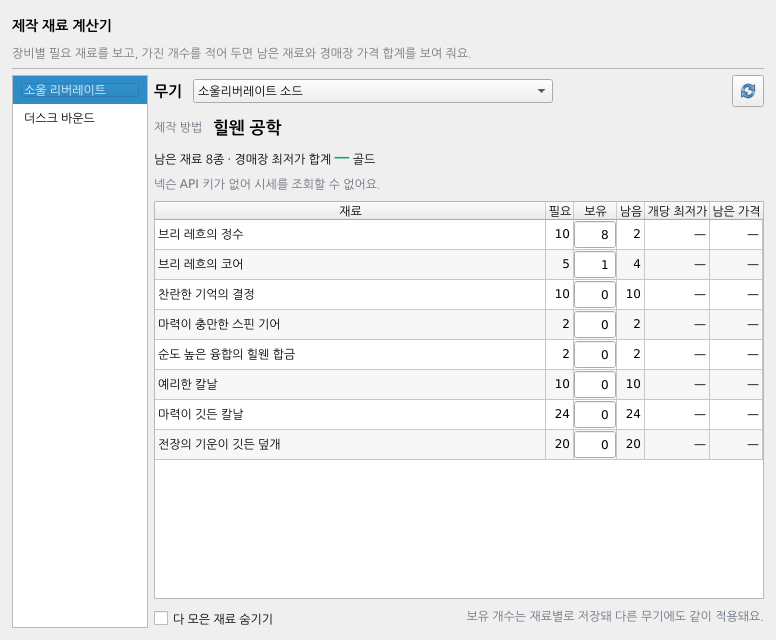 제작 재료 계산기
장비별 필요 재료를 보고, 가진 개수를 적어 두면 남은 재료와 경매장 가격 합계를 보여 줘요.
소울 리버레이트
더스크 바운드
무기 소울리버레이트 소드
제작 방법 힐웬 공학
남은 재료 8종 · 경매장 최저가 합계 — 골드
넥슨 API 키가 없어 시세를 조회할 수 없어요.
재료 필요 보유 남음 개당 최저가 남은 가격
브리 레흐의 정수 10 8 2 — —
브리 레흐의 코어 5 1 4 — —
찬란한 기억의 결정 10 0 10 — —
마력이 충만한 스핀 기어 2 0 2 — —
순도 높은 융합의 힐웬 합금 2 0 2 — —
예리한 칼날 10 0 10 — —
마력이 깃든 칼날 24 0 24 — —
전장의 기운이 깃든 덮개 20 0 20 — —
다 모은 재료 숨기기
보유 개수는 재료별로 저장돼 다른 무기에도 같이 적용돼요.